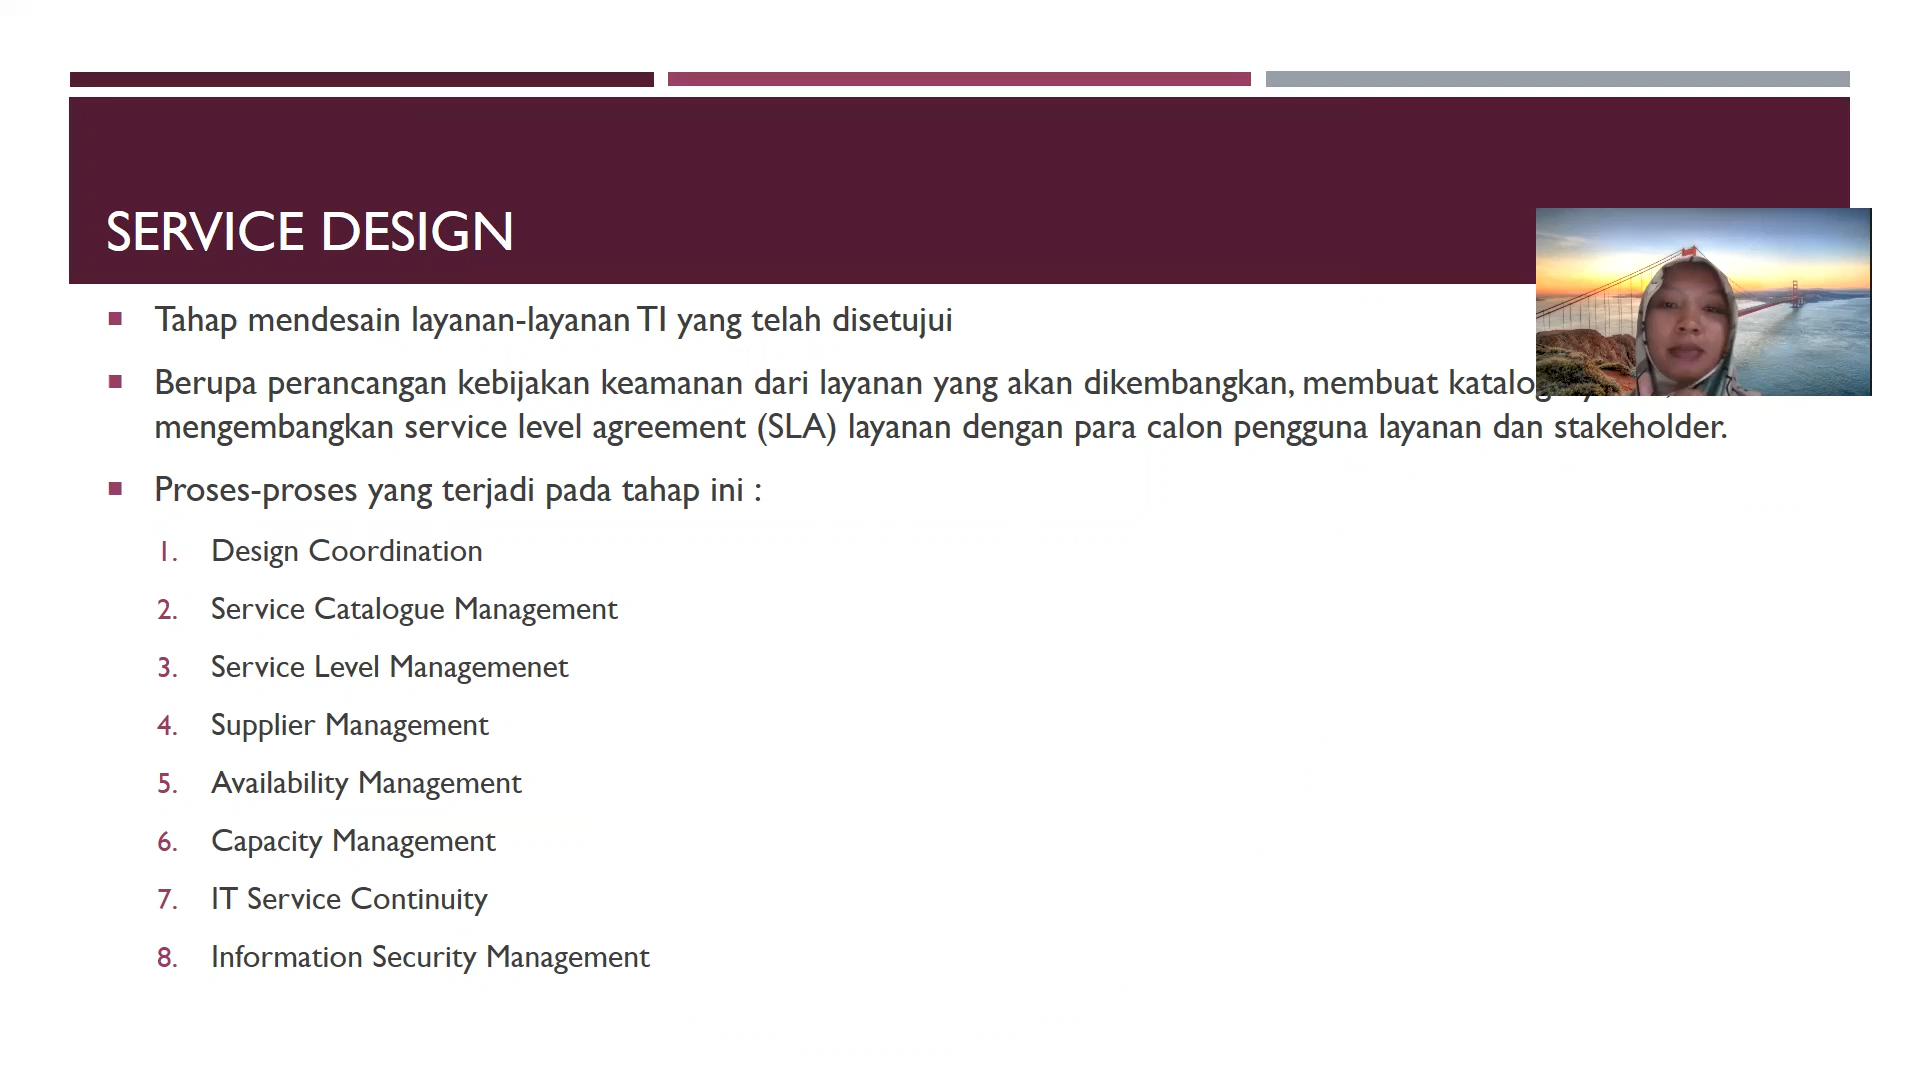 SERVICE DESIGN
Tahap mendesain layanan-layanan TI yang telah disetujui
Berupa perancangan kebijakan keamanan dari layanan yang akan dikembangkan, membuat
mengembangkan service level agreement (SLA) layanan dengan para calon pengguna layanan dan stakeholder.
Proses-proses yang terjadi pada tahap ini :
1. Design Coordination
2. Service Catalogue Management
3. Service Level Managemenet
4. Supplier Management
5. Availability Management
6. Capacity Management
7. IT Service Continuity
8. Information Security Management